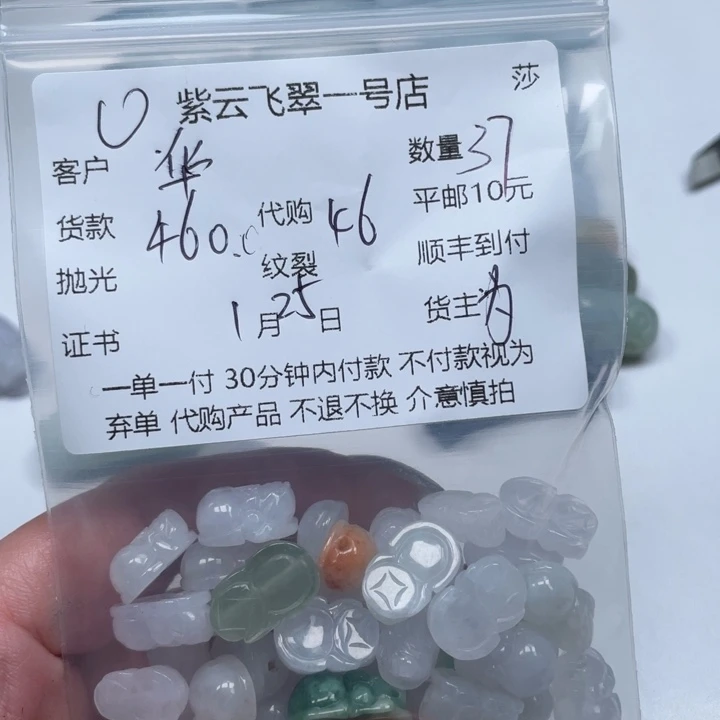 莎
U 紫云飞翠一号店
客户 华 数量 37
货款 460.0 代购 46 平邮10元
抛光 纹裂 顺丰到付
证书 1月25日 货主 为
一单一付 30分钟内付款 不付款视为
弃单 代购产品 不退不换 介意慎拍